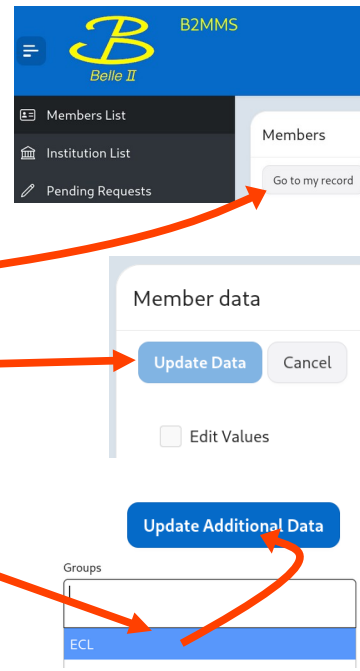 B2MMS
B
Belle II
Members List
Institution List
Pending Requests
Members
Go to my record
Member data
Update Data
Cancel
Edit Values
Update Additional Data
Groups
ECL